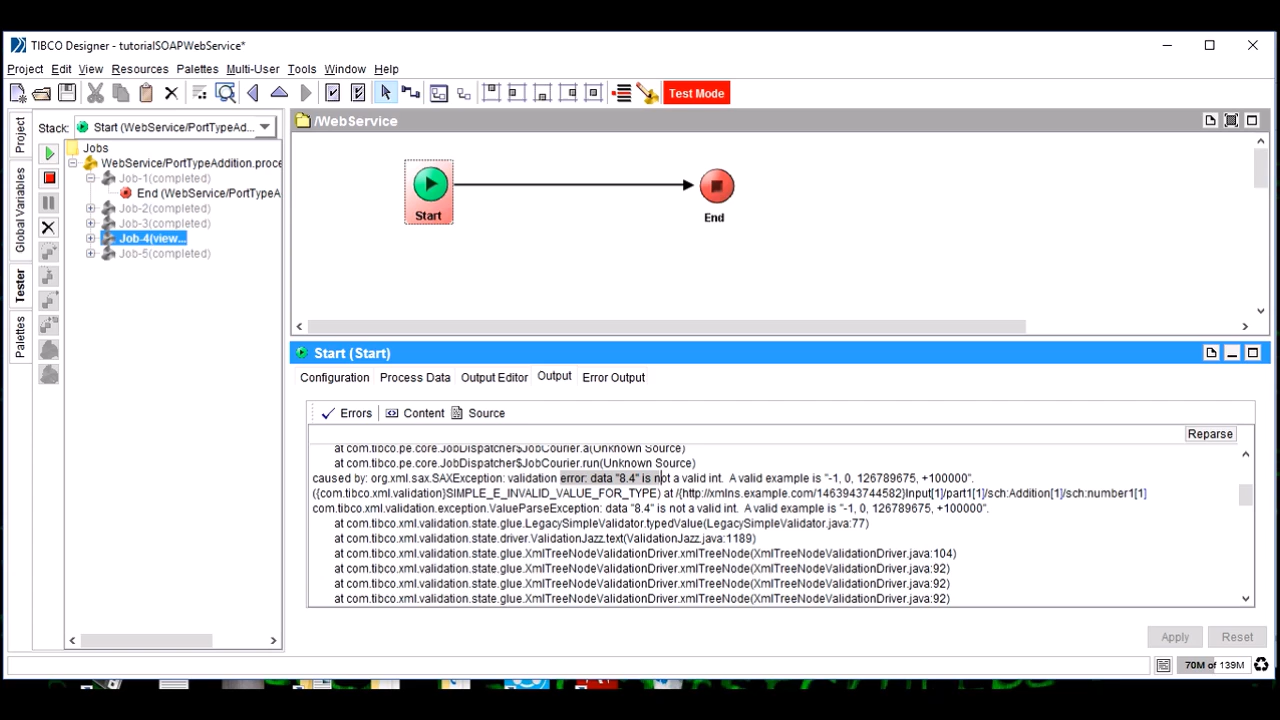 TIBCO Designer - tutorialSOAPWebService*
Project Edit View Resources Palettes Multi-User Tools Window Help
Test Mode
Project
Global Variables
Tester
Palettes
Stack: Start (WebService/PortTypeAd...
Jobs
WebService/PortTypeAddition.proce
Job-1(completed)
End (WebService/PortTypeA
Job-2(completed)
Job-3(completed)
Job-4(view...
Job-5(completed)
/WebService
Start
End
Start (Start)
Configuration Process Data Output Editor Output Error Output
Errors Content Source
Reparse
at com.tibco.pe.core.JobDispatcher$JobCourier.a(Unknown Source)
at com.tibco.pe.core.JobDispatcher$JobCourier.run(Unknown Source)
caused by: org.xml.sax.SAXException: validation error: data "8.4" is not a valid int.  A valid example is "-1, 0, 126789675, +100000".
({com.tibco.xml.validation}SIMPLE_E_INVALID_VALUE_FOR_TYPE) at /{http://xmlns.example.com/1463943744582}Input[1]/part1[1]/sch:Addition[1]/sch:number1[1]
com.tibco.xml.validation.exception.ValueParseException: data "8.4" is not a valid int.  A valid example is "-1, 0, 126789675, +100000".
at com.tibco.xml.validation.state.glue.LegacySimpleValidator.typedValue(LegacySimpleValidator.java:77)
at com.tibco.xml.validation.state.driver.ValidationJazz.text(ValidationJazz.java:1189)
at com.tibco.xml.validation.state.glue.XmlTreeNodeValidationDriver.xmlTreeNode(XmlTreeNodeValidationDriver.java:104)
at com.tibco.xml.validation.state.glue.XmlTreeNodeValidationDriver.xmlTreeNode(XmlTreeNodeValidationDriver.java:92)
at com.tibco.xml.validation.state.glue.XmlTreeNodeValidationDriver.xmlTreeNode(XmlTreeNodeValidationDriver.java:92)
at com.tibco.xml.validation.state.glue.XmlTreeNodeValidationDriver.xmlTreeNode(XmlTreeNodeValidationDriver.java:92)
Apply Reset
70M of 139M